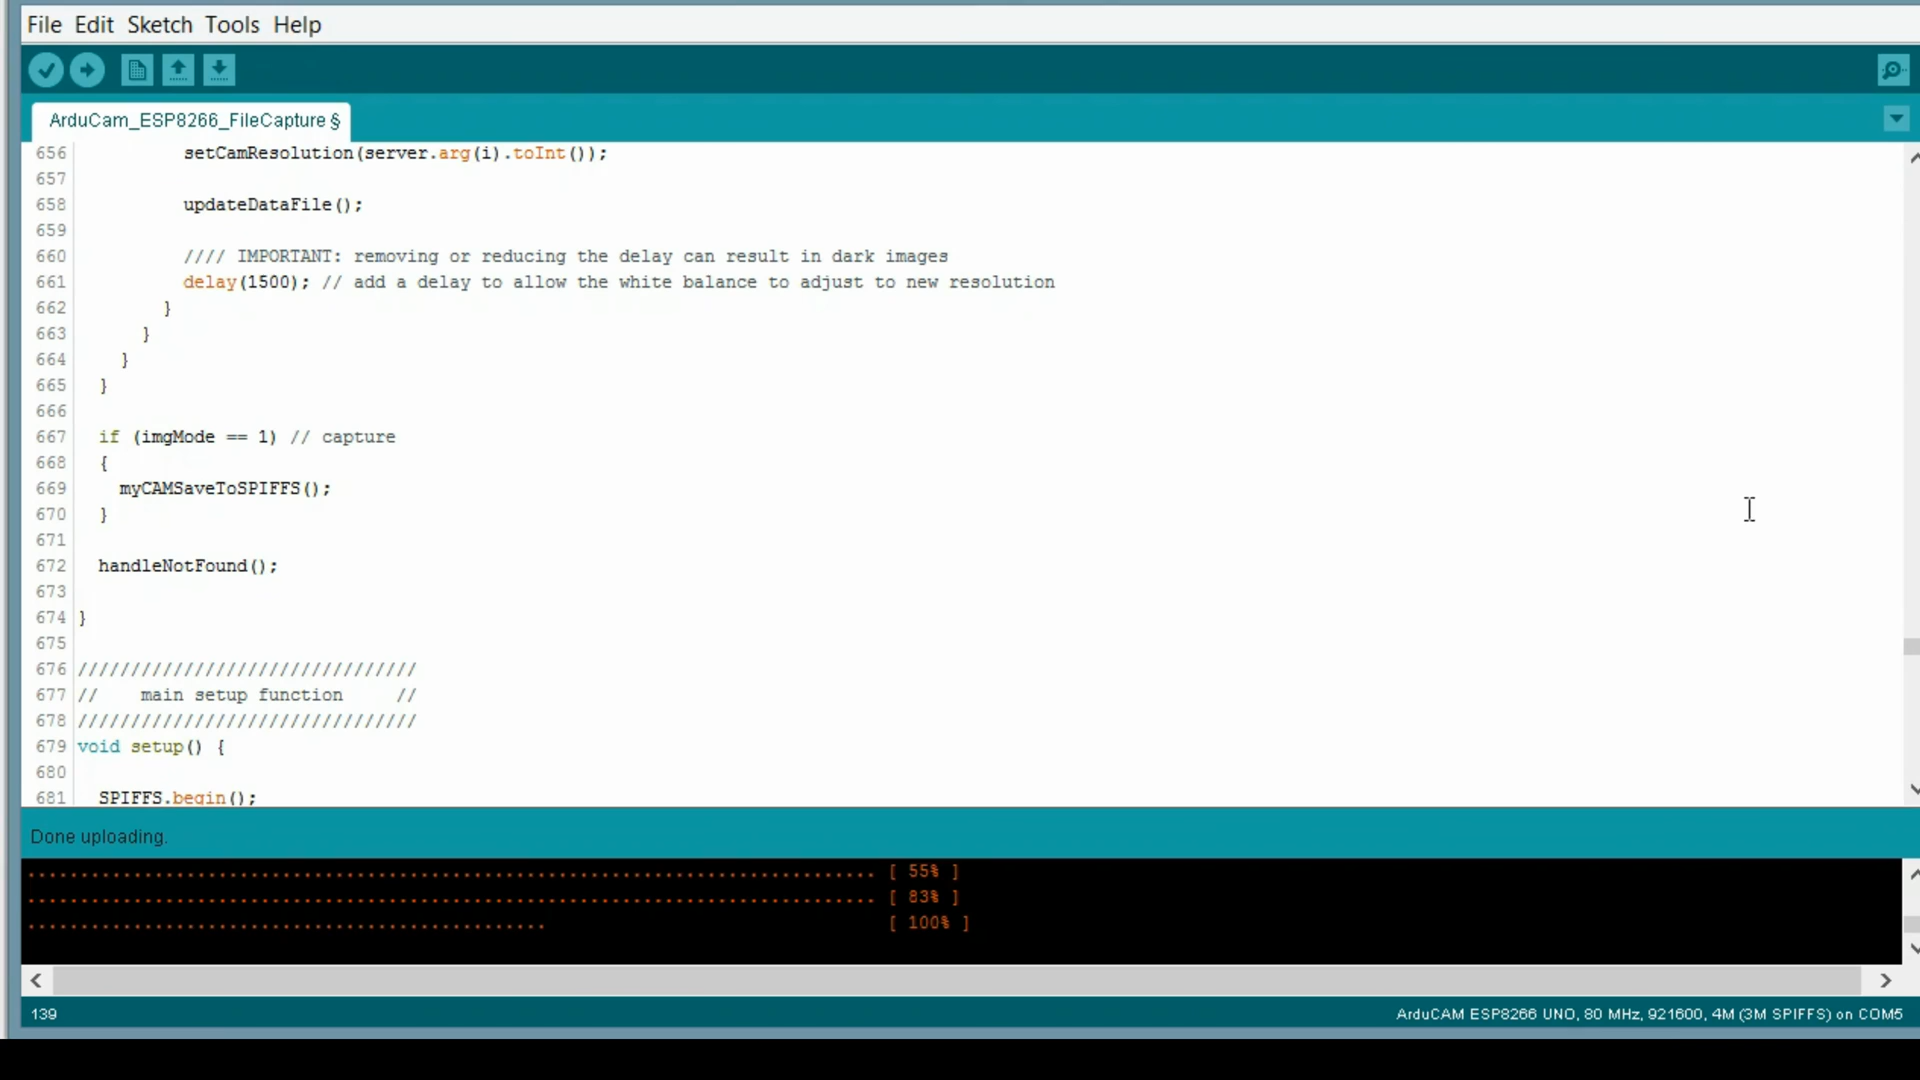 File Edit Sketch Tools Help
ArduCam_ESP8266_FileCapture §
656 setCamResolution(server.arg(i).toInt());
657
658 updateDataFile();
659
660 //// IMPORTANT: removing or reducing the delay can result in dark images
661 delay(1500); // add a delay to allow the white balance to adjust to new resolution
662 }
663 }
664 }
665 }
666
667 if (imgMode == 1) // capture
668 {
669 myCAMSaveToSPIFFS();
670 }
671
672 handleNotFound();
673
674 }
675
676 ////////////////////////////////
677 // main setup function //
678 ////////////////////////////////
679 void setup() {
680
681 SPIFFS.begin();
Done uploading.
................................................................................ [ 55% ]
................................................................................ [ 83% ]
.................................................. [ 100% ]
139 ArduCAM ESP8266 UNO, 80 MHz, 921600, 4M (3M SPIFFS) on COM5